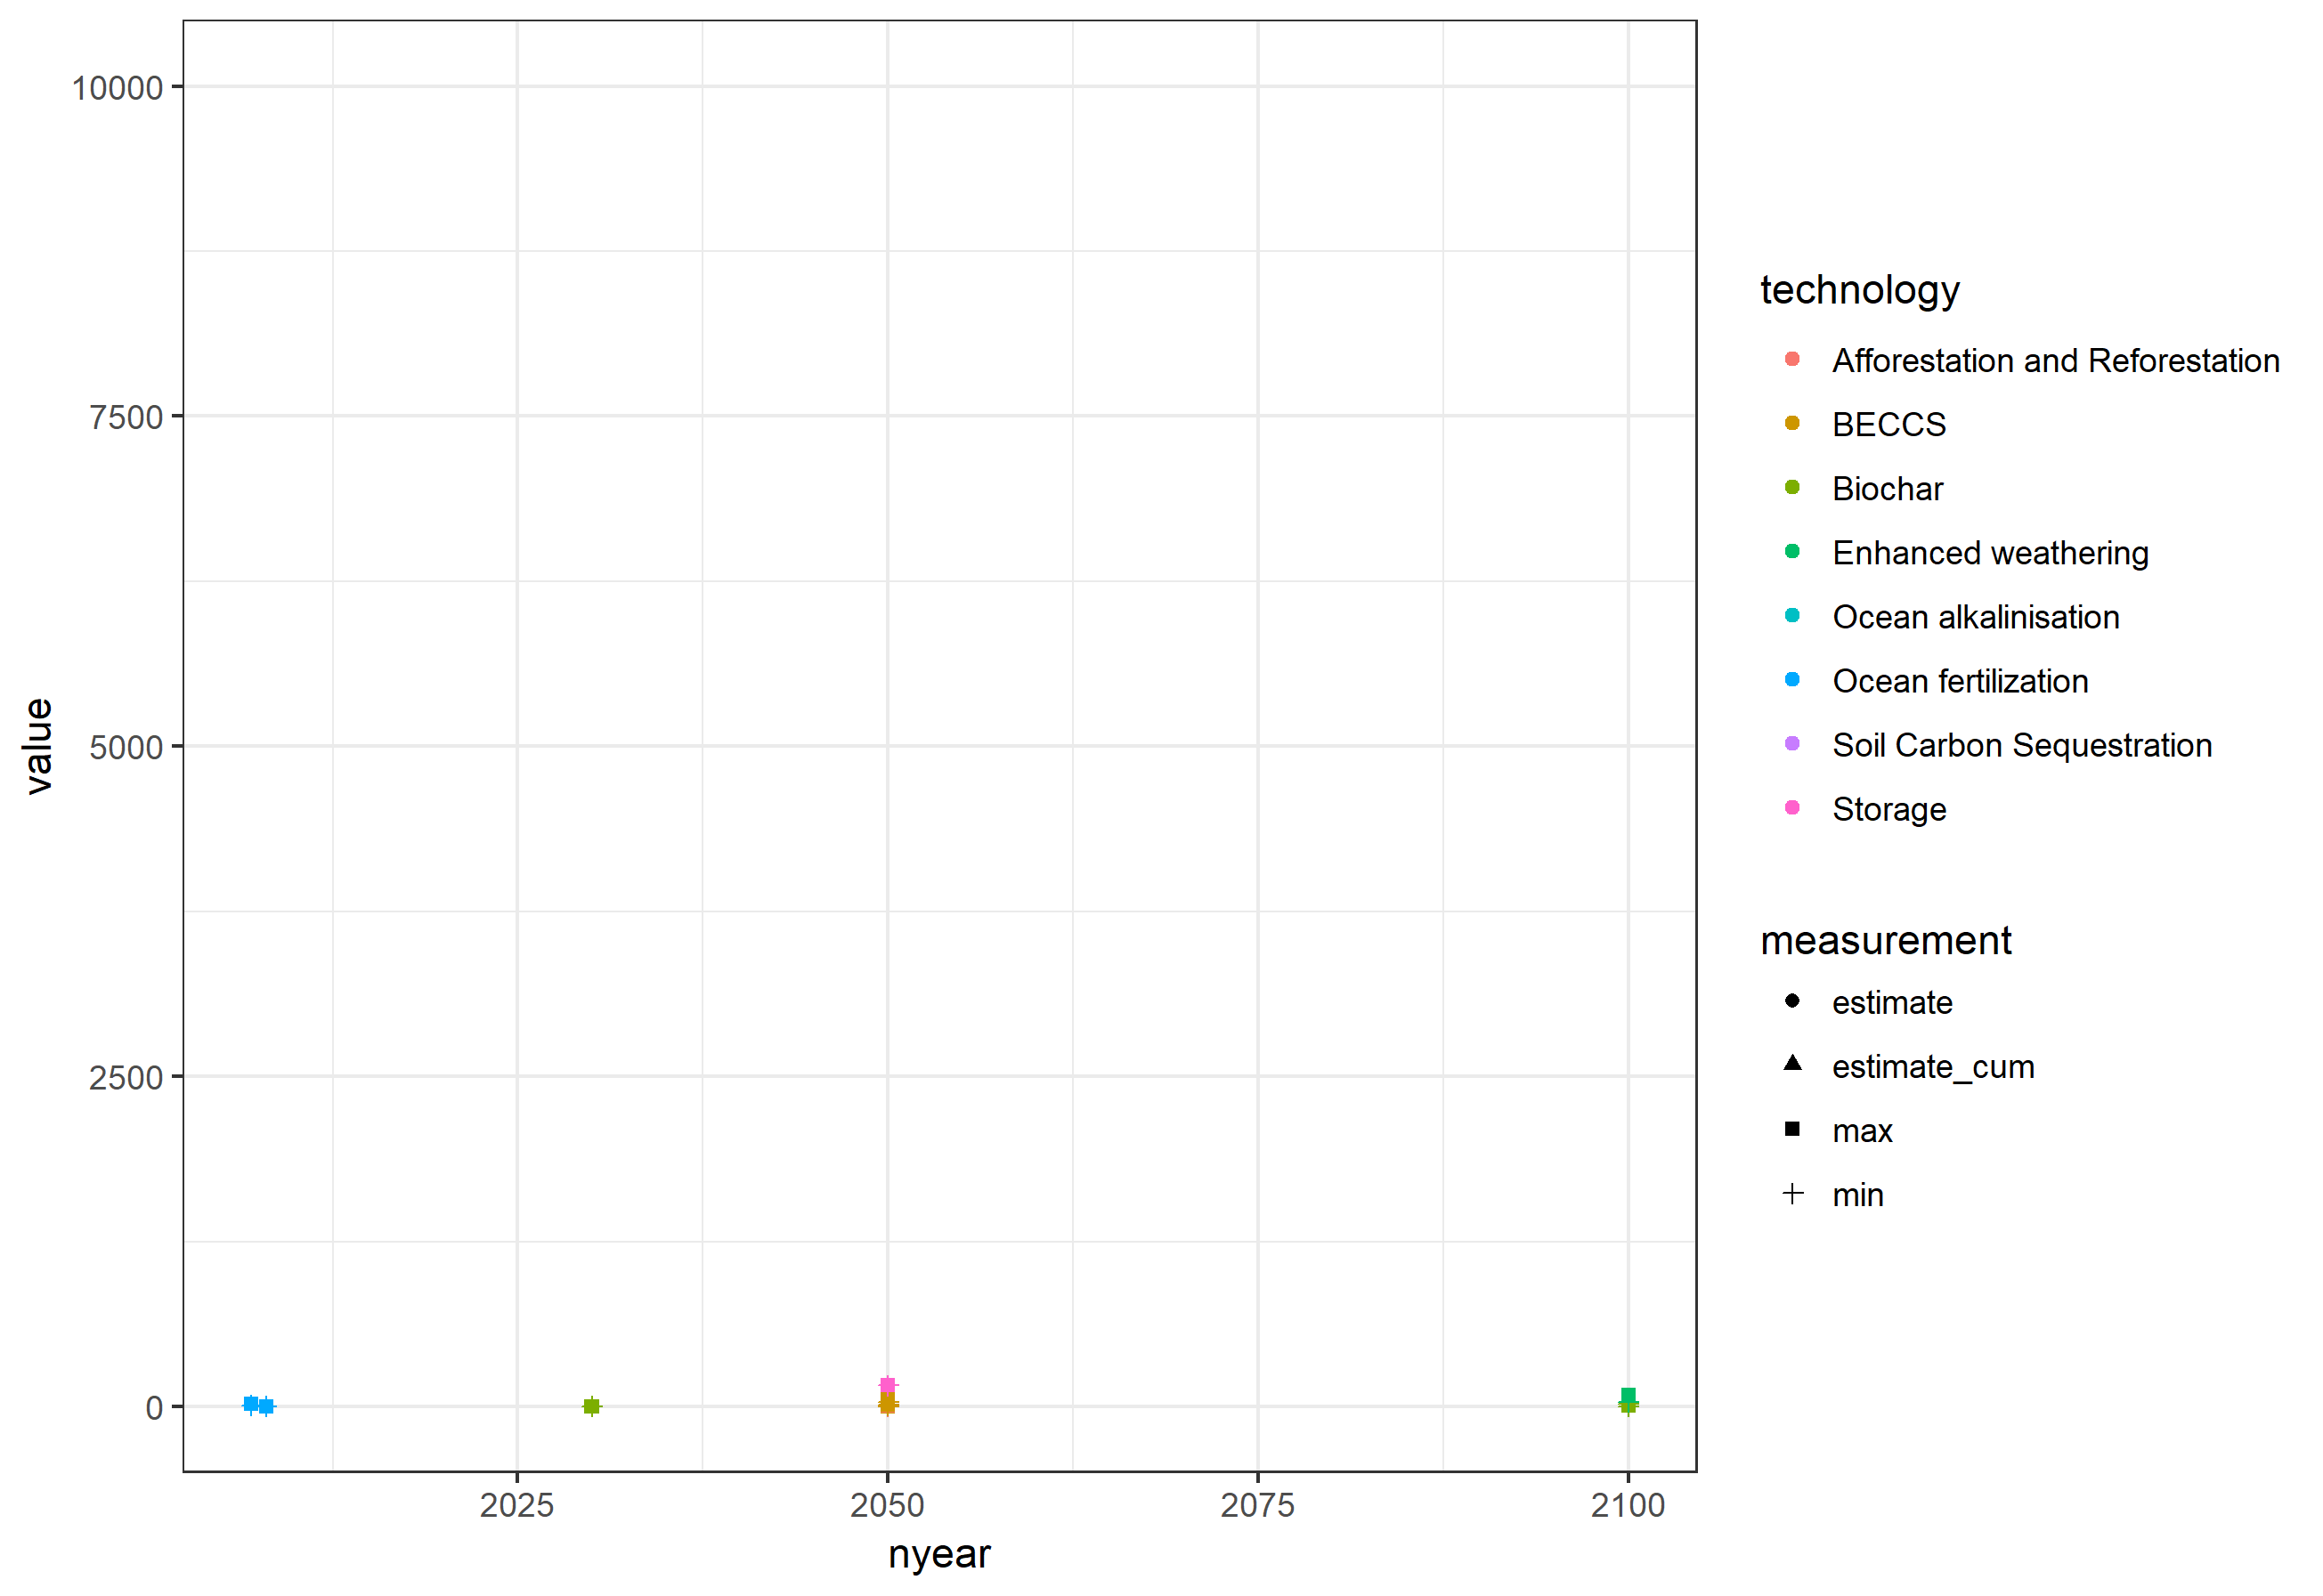 10000
7500
5000
2500
0
value
2025
2050
2075
2100
nyear
technology
Afforestation and Reforestation
BECCS
Biochar
Enhanced weathering
Ocean alkalinisation
Ocean fertilization
Soil Carbon Sequestration
Storage
measurement
estimate
estimate_cum
max
min